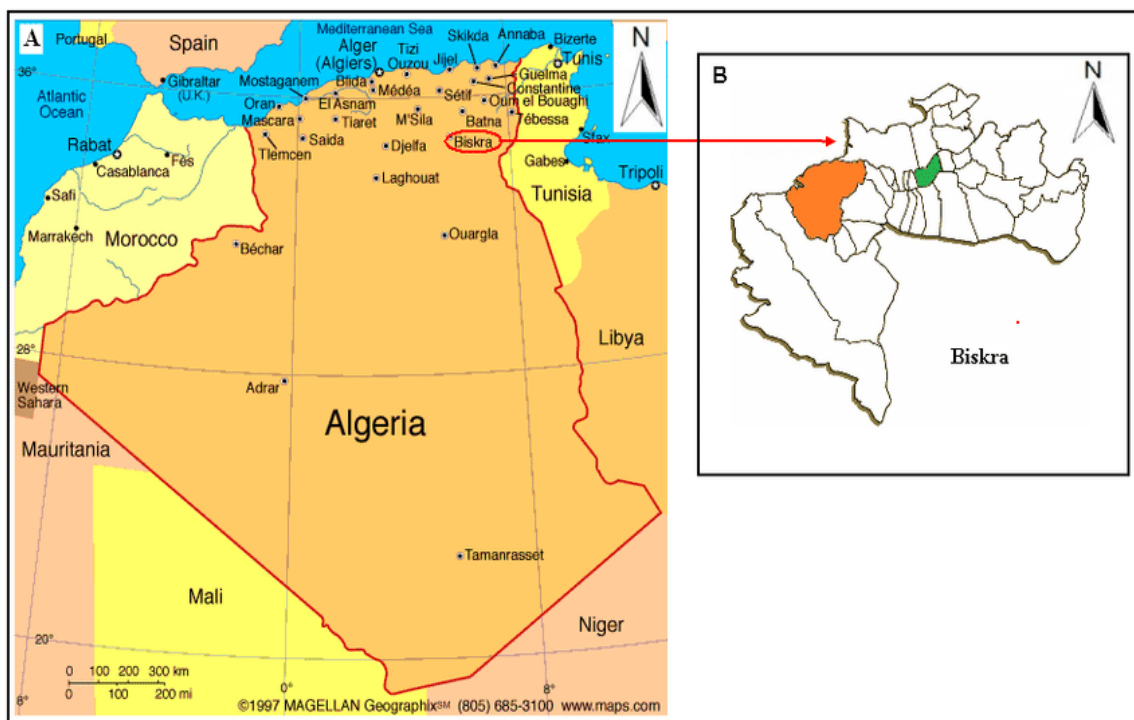 A
Portugal
Spain
Mediterranean Sea
Skikda
Annaba
Bizerte
N
Alger
(Algiers)
Tizi
Ouzou
Jijel
Tunis
36°
Gibraltar
(U.K.)
Mostaganem
Blida
Guelma
Constantine
Atlantic
Ocean
Oran
El Asnam
Médéa
Sétif
Oum el Bouaghi
Mascara
Tiaret
M'Sila
Batna
Tébessa
Rabat
Fès
Saida
Djelfa
Biskra
Sfax
Casablanca
Tlemcen
Gabes
Tripoli
Safi
Laghouat
Tunisia
Marrakech
Morocco
Béchar
Ouargla
Libya
28°
Western
Sahara
Adrar
Algeria
Mauritania
Tamanrasset
Mali
Niger
20°
0 100 200 300 km
0 100 200 mi
8°
0°
8°
©1997 MAGELLAN Geographix℠ (805) 685-3100 www.maps.com
B
N
Biskra